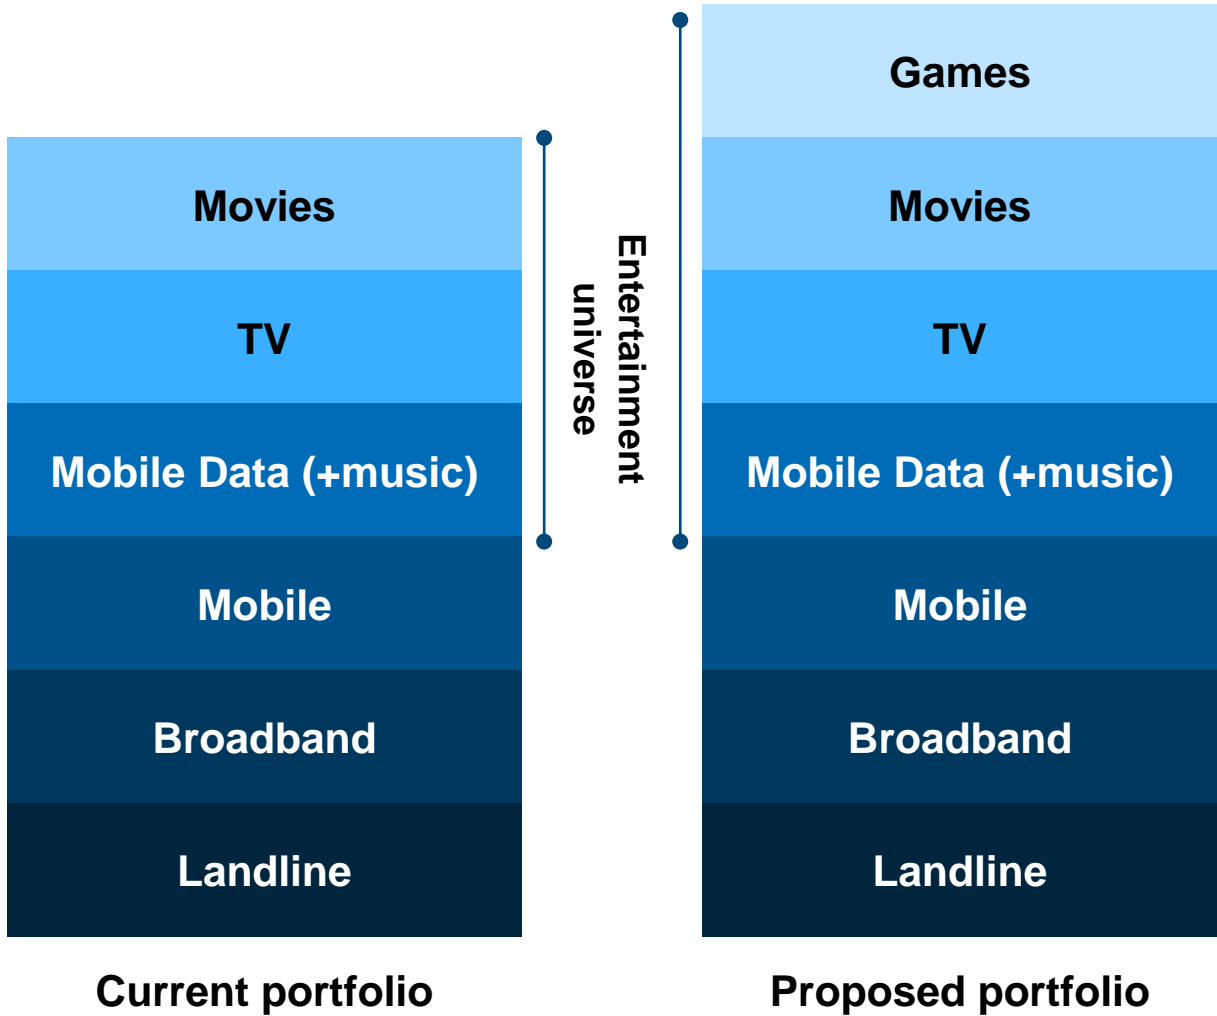 Movies
TV
Mobile Data (+music)
Mobile
Broadband
Landline
Current portfolio
Entertainment
universe
Games
Movies
TV
Mobile Data (+music)
Mobile
Broadband
Landline
Proposed portfolio